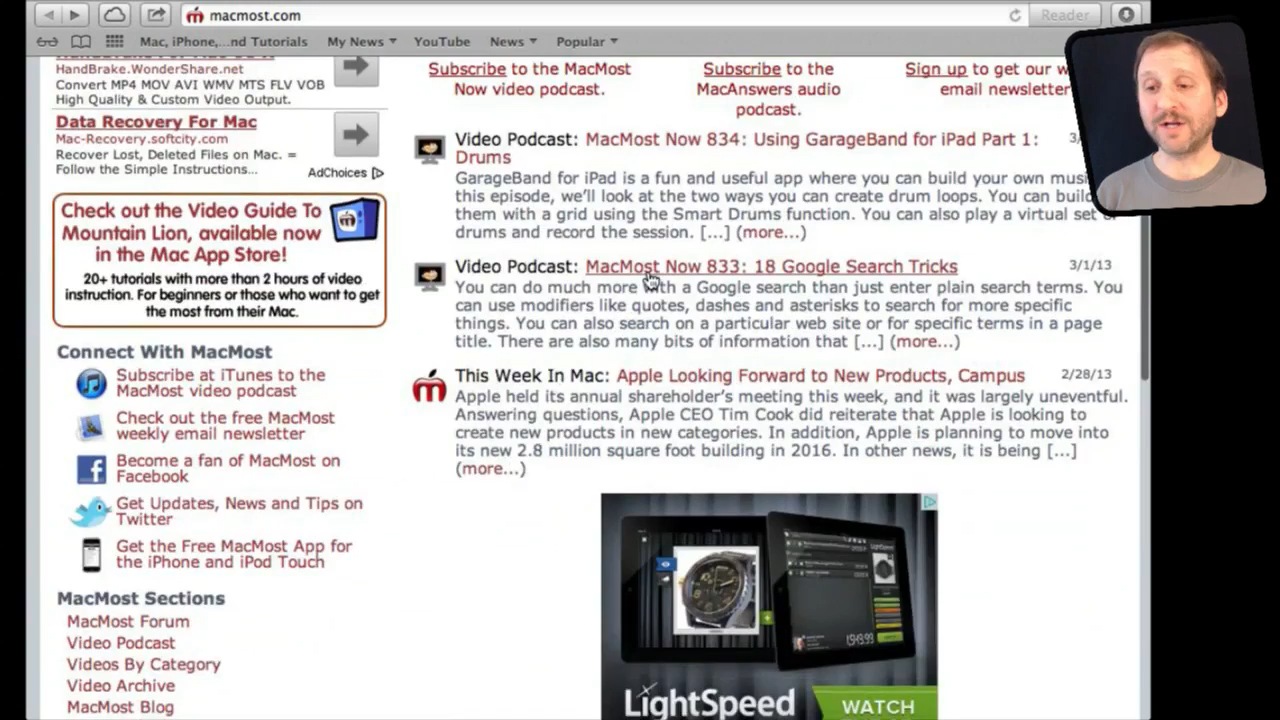 macmost.com
Reader
Mac, iPhone,...nd Tutorials
My News
YouTube
News
Popular
HandBrake.WonderShare.net
Convert MP4 MOV AVI WMV MTS FLV VOB
High Quality & Custom Video Output.
Data Recovery For Mac
Mac-Recovery.softcity.com
Recover Lost, Deleted Files on Mac. =
Follow the Simple Instructions...
AdChoices
Check out the Video Guide To
Mountain Lion, available now
in the Mac App Store!
20+ tutorials with more than 2 hours of video
instruction. For beginners or those who want to get
the most from their Mac.
Connect With MacMost
Subscribe at iTunes to the
MacMost video podcast
Check out the free MacMost
weekly email newsletter
Become a fan of MacMost on
Facebook
Get Updates, News and Tips on
Twitter
Get the Free MacMost App for
the iPhone and iPod Touch
MacMost Sections
MacMost Forum
Video Podcast
Videos By Category
Video Archive
MacMost Blog
Subscribe to the MacMost
Now video podcast.
Subscribe to the
MacAnswers audio
podcast.
Sign up to get our
email newsletter
Video Podcast: MacMost Now 834: Using GarageBand for iPad Part 1:
Drums
GarageBand for iPad is a fun and useful app where you can build your own
this episode, we'll look at the two ways you can create drum loops. You can build
them with a grid using the Smart Drums function. You can also play a virtual set of
drums and record the session. [...] (more...)
Video Podcast: MacMost Now 833: 18 Google Search Tricks
3/1/13
You can do much more with a Google search than just enter plain search terms. You
can use modifiers like quotes, dashes and asterisks to search for more specific
things. You can also search on a particular web site or for specific terms in a page
title. There are also many bits of information that [...] (more...)
This Week In Mac: Apple Looking Forward to New Products, Campus
2/28/13
Apple held its annual shareholder's meeting this week, and it was largely uneventful.
Answering questions, Apple CEO Tim Cook did reiterate that Apple is looking to
create new products in new categories. In addition, Apple is planning to move into
its new 2.8 million square foot building in 2016. In other news, it is being [...]
(more...)
LightSpeed
WATCH